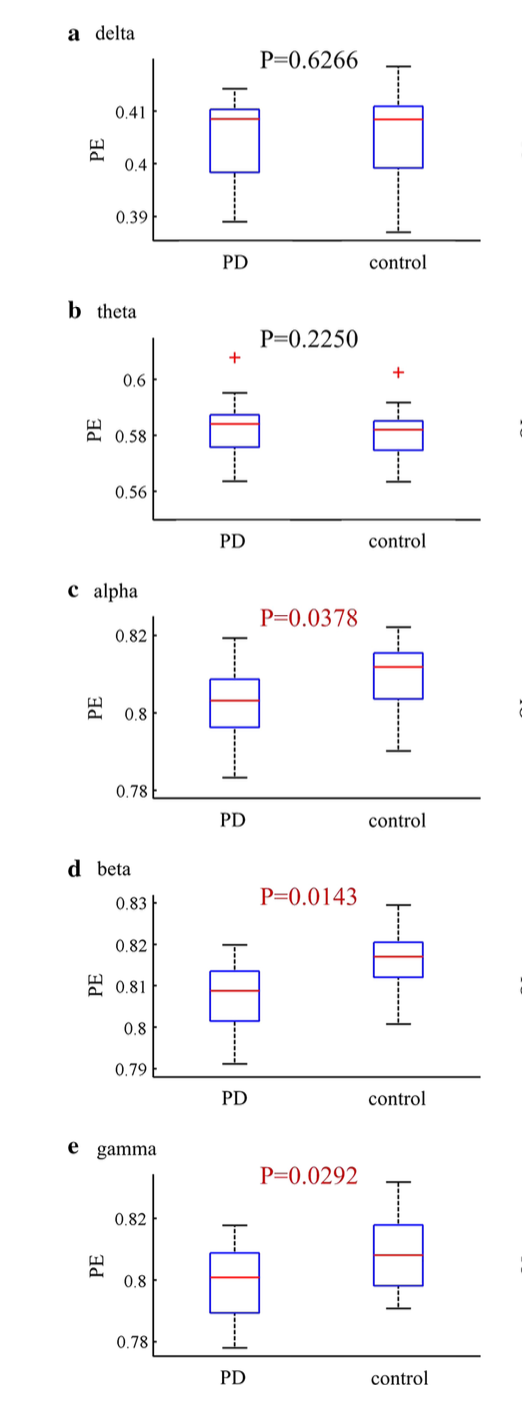 a delta
P=0.6266
0.41
PE
0.4
0.39
PD control
b theta
P=0.2250
0.6
PE
0.58
0.56
PD control
c alpha
P=0.0378
0.82
PE
0.8
0.78
PD control
d beta
P=0.0143
0.83
0.82
PE
0.81
0.8
0.79
PD control
e gamma
P=0.0292
0.82
PE
0.8
0.78
PD control